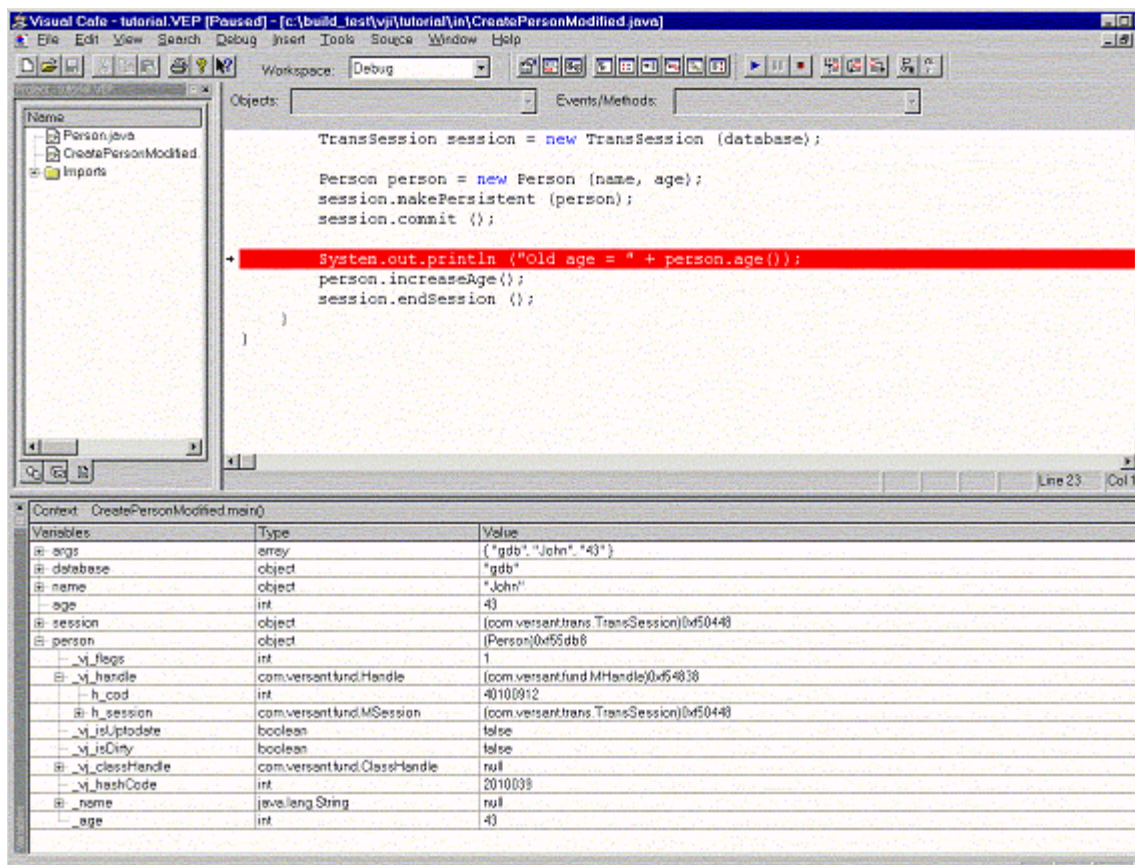 Visual Cafe - tutorial.VEP [Paused] - [c:\build_test\vji\tutorial\in\CreatePersonModified.java]
File Edit View Search Debug Insert Tools Source Window Help
Workspace: Debug
Objects: Events/Methods:
Name
Person.java
CreatePersonModified.
Imports
TransSession session = new TransSession (database);
Person person = new Person (name, age);
session.makePersistent (person);
session.commit ();
System.out.println ("Old age = " + person.age());
person.increaseAge();
session.endSession ();
}
}
Line 23 Col 1
Context CreatePersonModified.main()
Variables Type Value
args array { "gdb", "John", "43" }
database object "gdb"
name object "John"
age int 43
session object (com.versant.trans.TransSession)0xf50448
person object (Person)0xf55db8
_vj_flags int 1
_vj_handle com.versant.fund.Handle (com.versant.fund.MHandle)0xf54838
h_cod int 40100912
h_session com.versant.fund.MSession (com.versant.trans.TransSession)0xf50448
_vj_isUptodate boolean false
_vj_isDirty boolean false
_vj_classHandle com.versant.fund.ClassHandle null
_vj_hashCode int 2010039
_name java.lang.String null
_age int 43